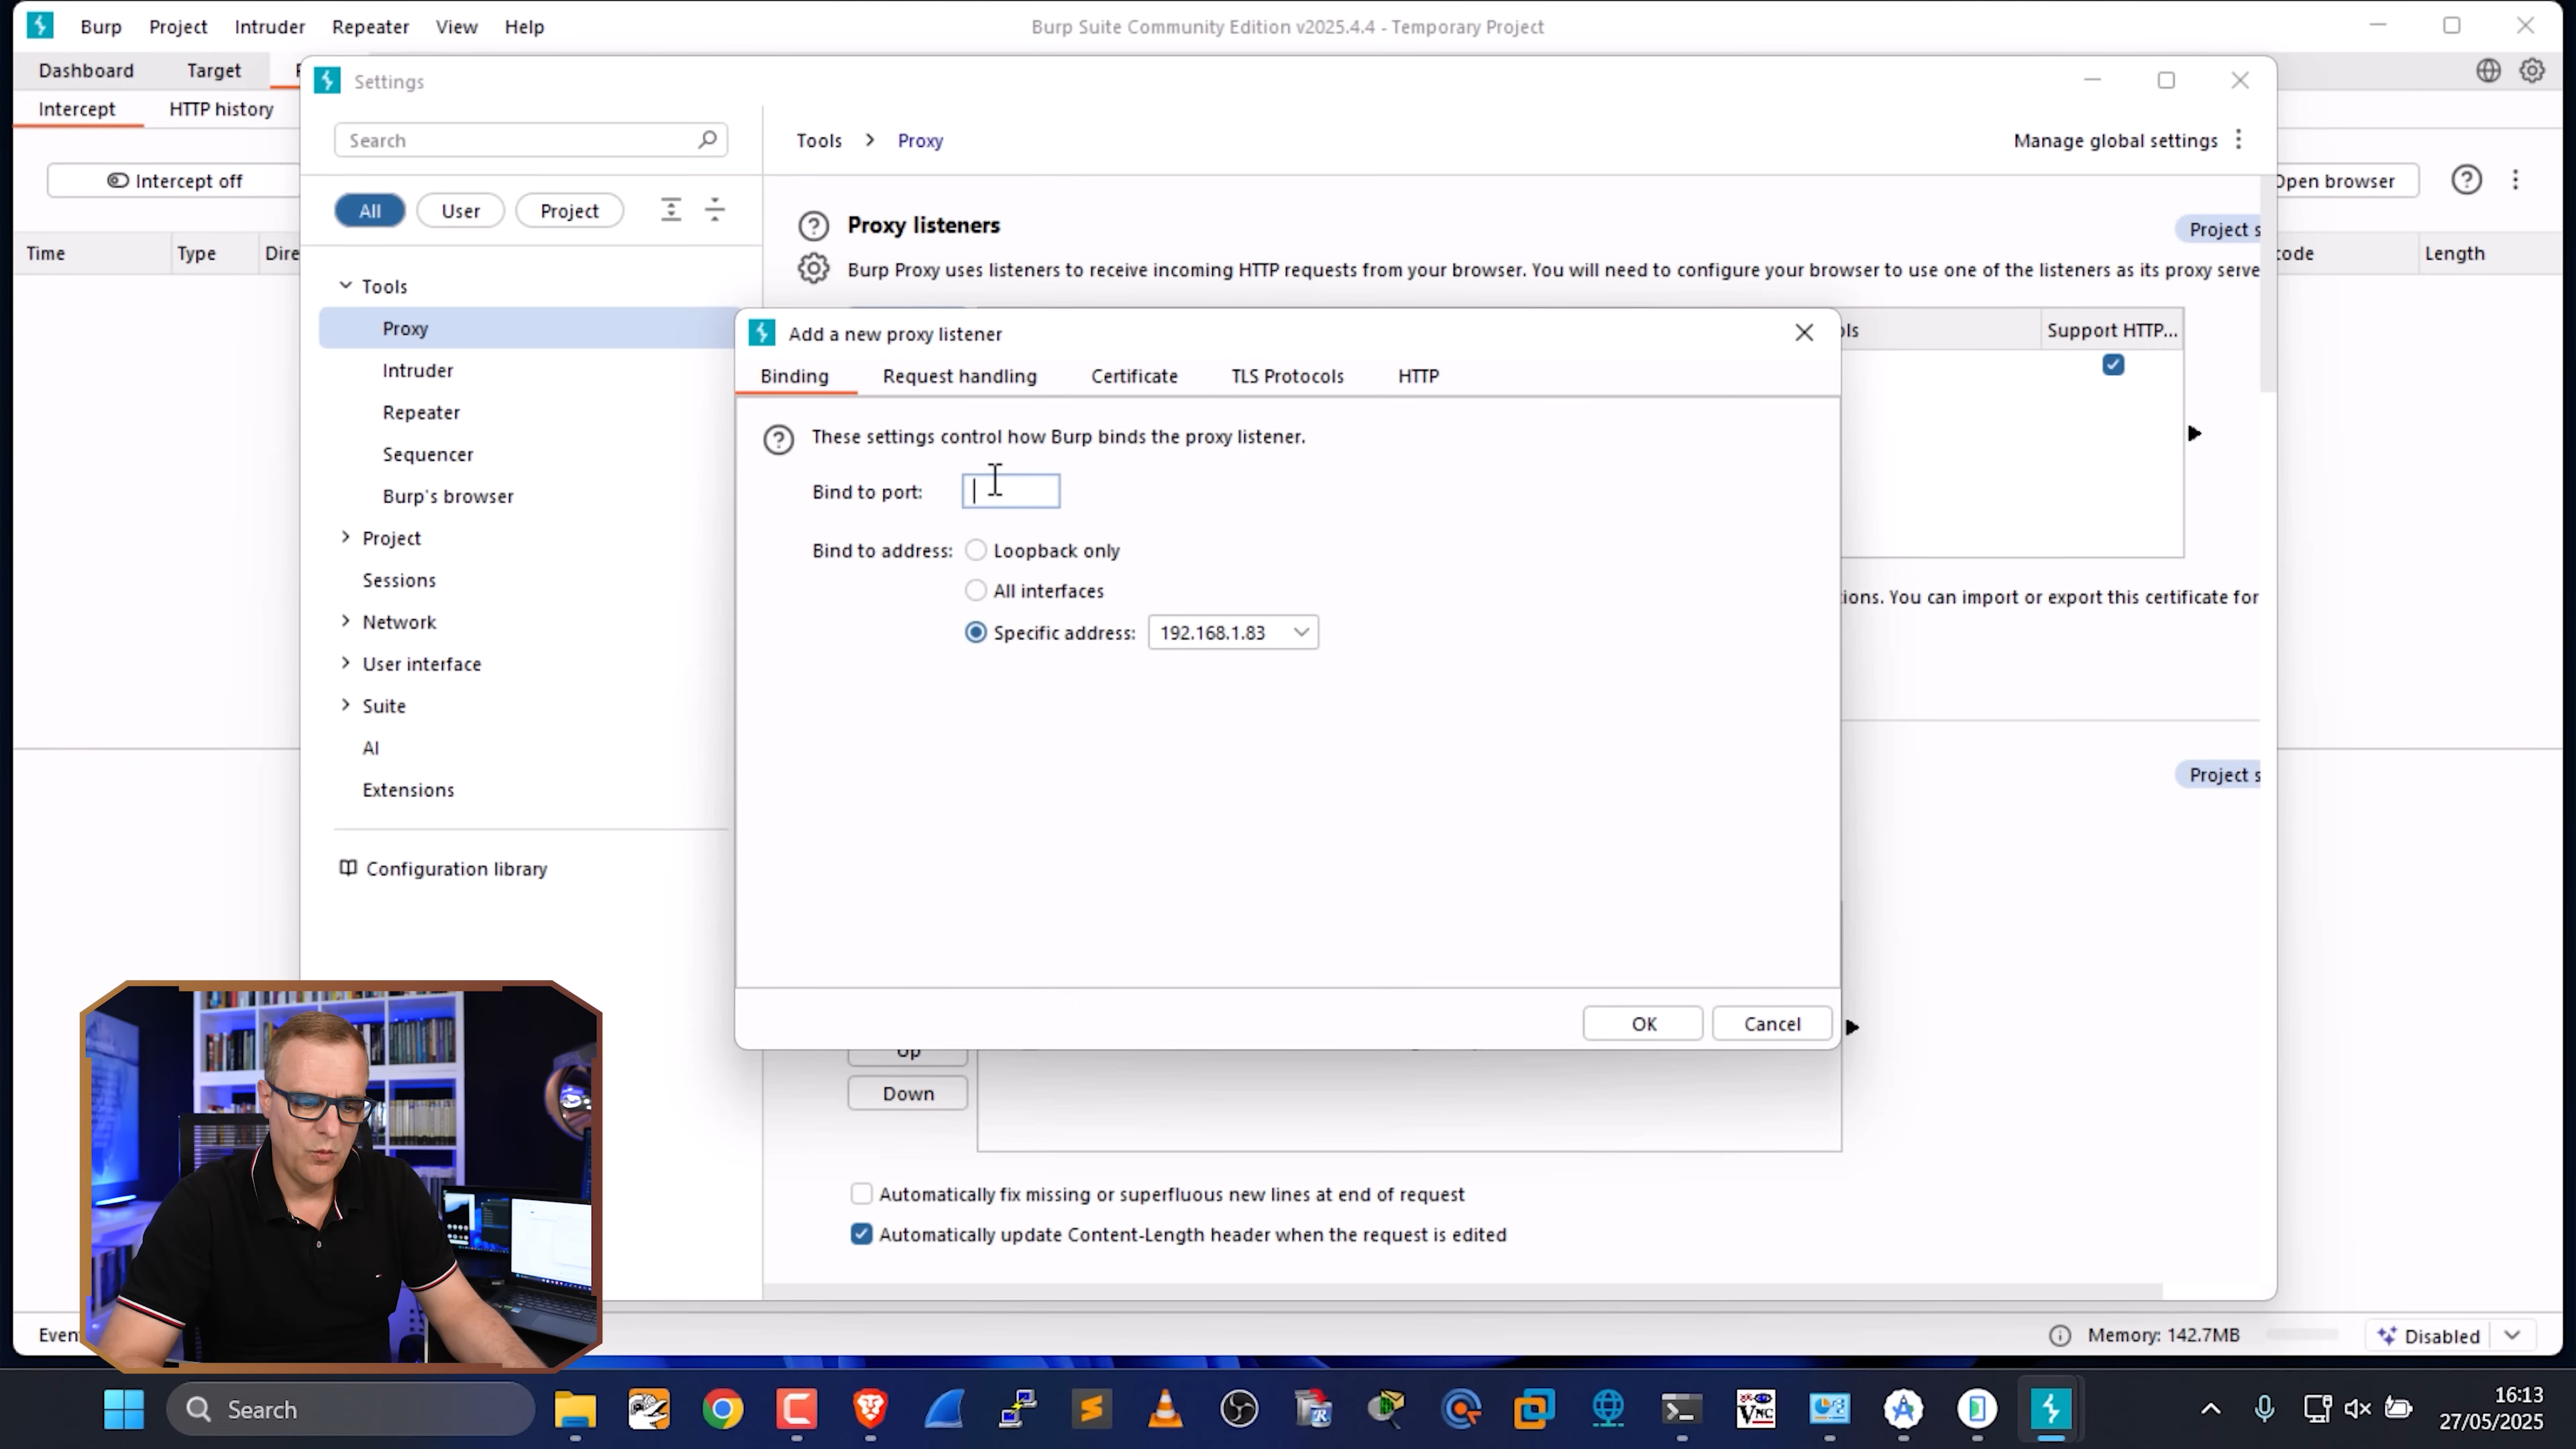 Burp Project Intruder Repeater View Help
Burp Suite Community Edition v2025.4.4 - Temporary Project
Dashboard Target
Settings
Intercept HTTP history
Search
Tools > Proxy
Manage global settings
Intercept off
Open browser
All User Project
Proxy listeners
Project s
Time Type Dire
code Length
Burp Proxy uses listeners to receive incoming HTTP requests from your browser. You will need to configure your browser to use one of the listeners as its proxy serve
Tools
Proxy
Intruder
Repeater
Sequencer
Burp's browser
Project
Sessions
Network
User interface
Suite
AI
Extensions
Configuration library
Add a new proxy listener
ols Support HTTP...
Binding Request handling Certificate TLS Protocols HTTP
These settings control how Burp binds the proxy listener.
Bind to port:
Bind to address: Loopback only
All interfaces
Specific address: 192.168.1.83
ions. You can import or export this certificate for
Project s
OK Cancel
Up
Down
Automatically fix missing or superfluous new lines at end of request
Automatically update Content-Length header when the request is edited
Even
Memory: 142.7MB
Disabled
Search
16:13
27/05/2025